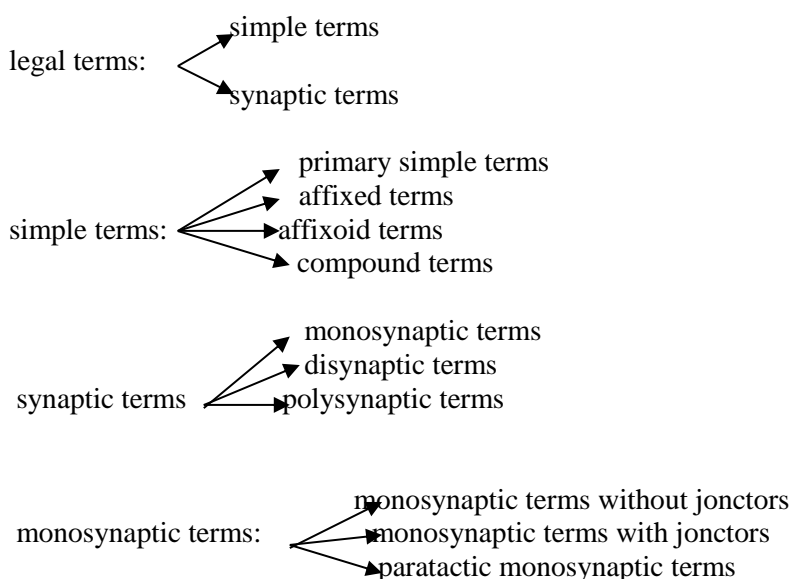 simple terms
legal terms:
synaptic terms
primary simple terms
affixed terms
simple terms: affixoid terms
compound terms
monosynaptic terms
disynaptic terms
synaptic terms polysynaptic terms
monosynaptic terms without jonctors
monosynaptic terms: monosynaptic terms with jonctors
paratactic monosynaptic terms